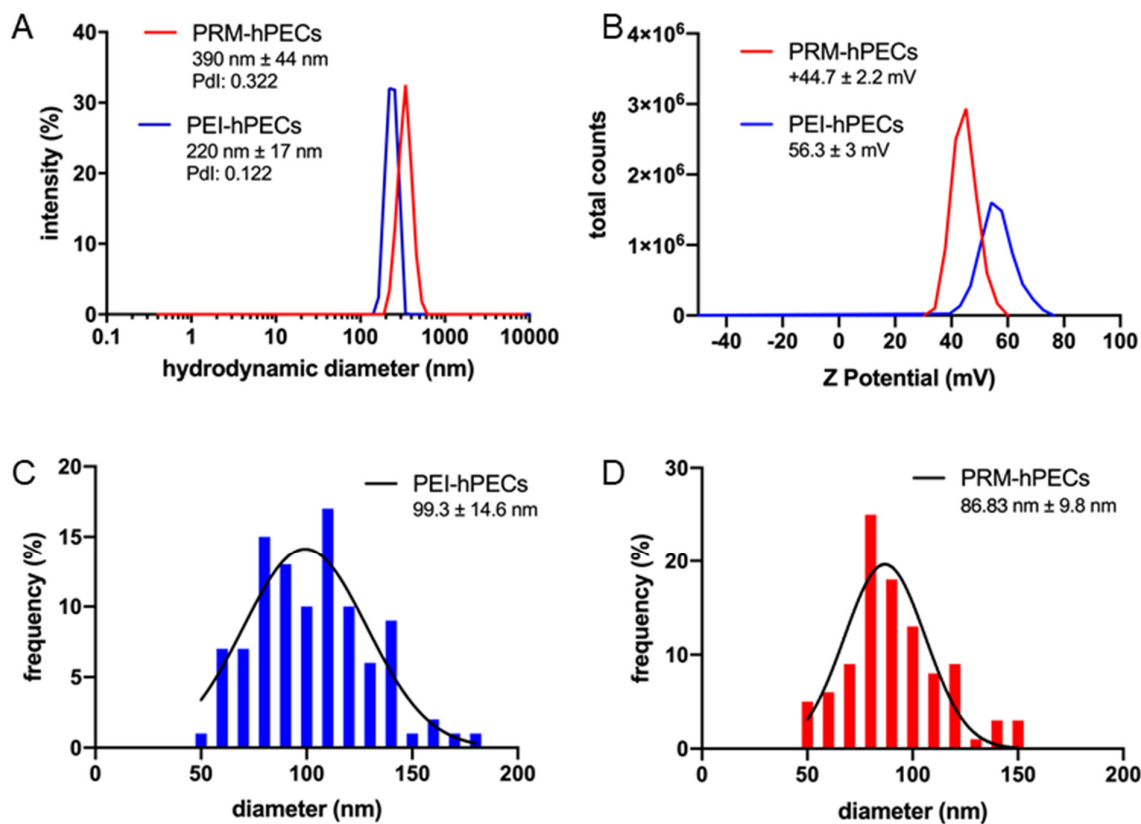 A
40
30
20
10
0
intensity (%)
PRM-hPECs
390 nm ± 44 nm
PdI: 0.322
PEI-hPECs
220 nm ± 17 nm
PdI: 0.122
0.1
1
10
100
1000
10000
hydrodynamic diameter (nm)
B
4×10⁶
3×10⁶
2×10⁶
1×10⁶
0
total counts
PRM-hPECs
+44.7 ± 2.2 mV
PEI-hPECs
56.3 ± 3 mV
-40
-20
0
20
40
60
80
100
Z Potential (mV)
C
20
15
10
5
0
frequency (%)
PEI-hPECs
99.3 ± 14.6 nm
0
50
100
150
200
diameter (nm)
D
30
20
10
0
frequency (%)
PRM-hPECs
86.83 nm ± 9.8 nm
0
50
100
150
200
diameter (nm)